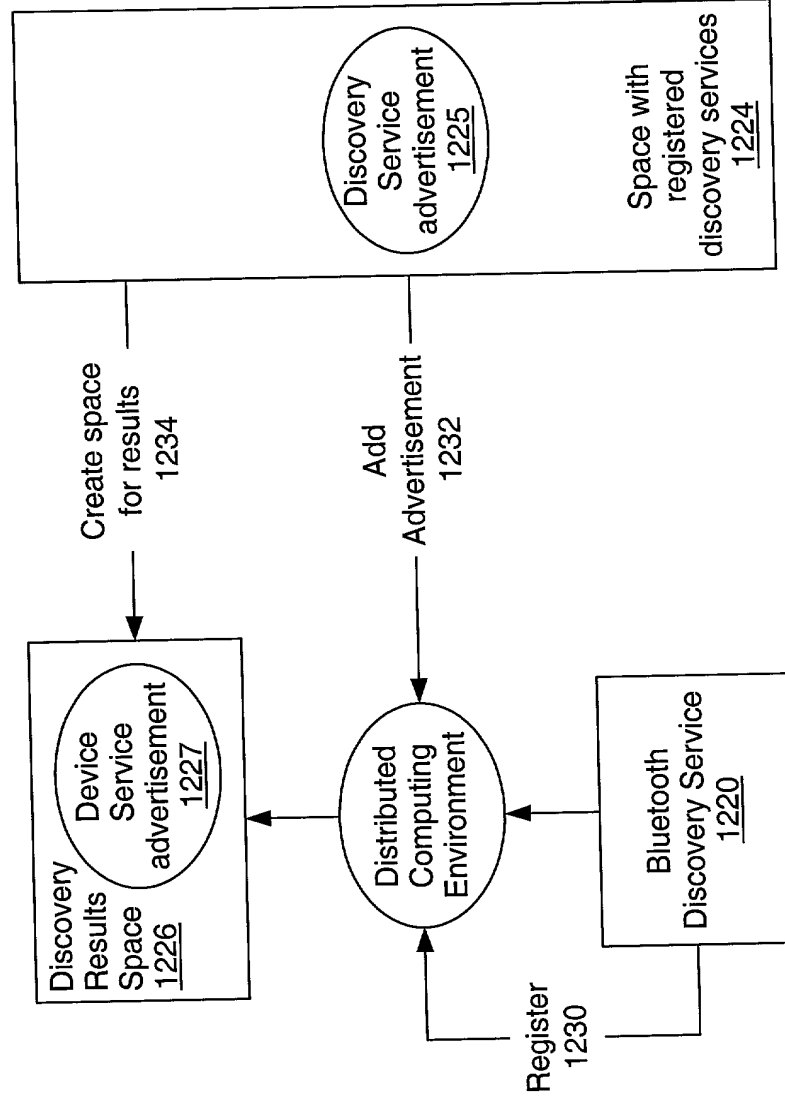 Discovery
Results
Space
1226
Device
Service
advertisement
1227
Create space
for results
1234
Discovery
Service
advertisement
1225
Space with
registered
discovery services
1224
Add
Advertisement
1232
Distributed
Computing
Environment
Register
1230
Bluetooth
Discovery Service
1220